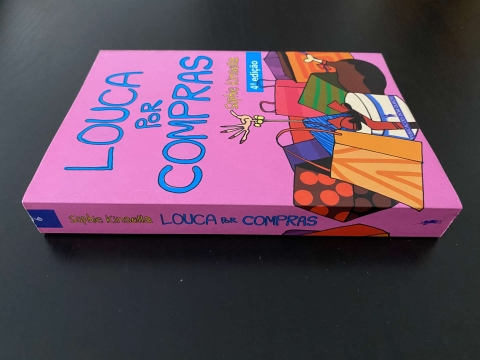 LOUCA
POR
COMPRAS
Sophie Kinsella
4ª edição
Sophie Kinsella LOUCA POR COMPRAS